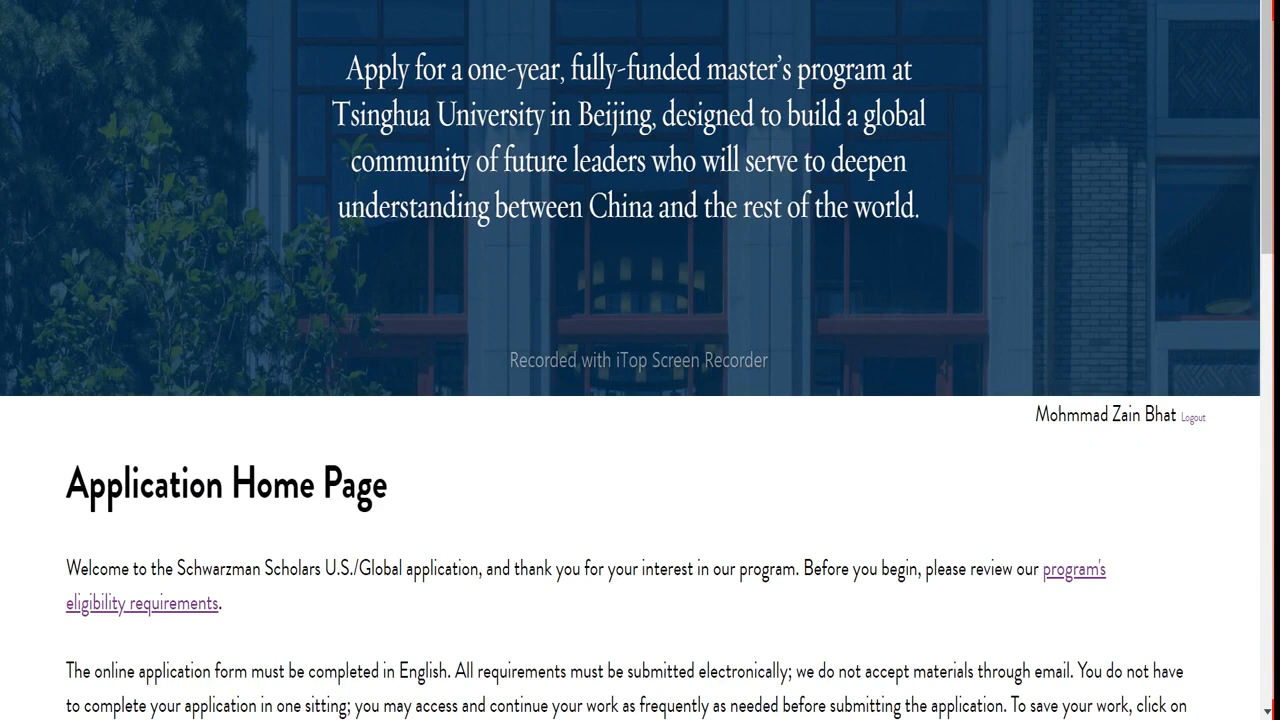 Apply for a one-year, fully-funded master's program at
Tsinghua University in Beijing, designed to build a global
community of future leaders who will serve to deepen
understanding between China and the rest of the world.
Recorded with iTop Screen Recorder
Mohmmad Zain Bhat Logout
Application Home Page
Welcome to the Schwarzman Scholars U.S./Global application, and thank you for your interest in our program. Before you begin, please review our program's
eligibility requirements.
The online application form must be completed in English. All requirements must be submitted electronically; we do not accept materials through email. You do not have
to complete your application in one sitting; you may access and continue your work as frequently as needed before submitting the application. To save your work, click on